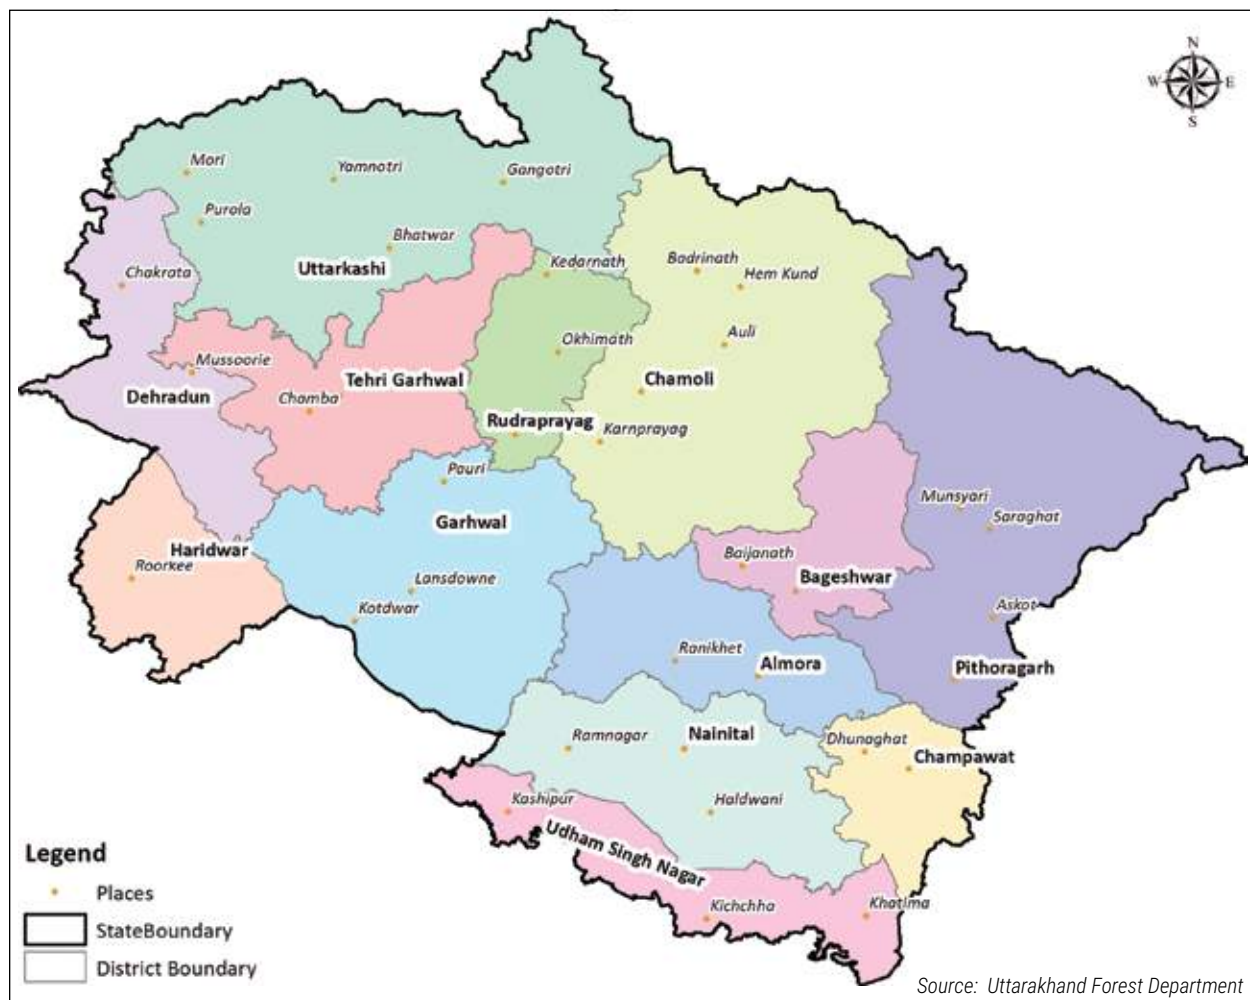 N
W E
S
Mori
Yamnotri
Gangotri
Purola
Bhatwar
Uttarkashi
Kedarnath
Badrinath
Hem Kund
Chakrata
Okhimath
Auli
Mussoorie
Tehri Garhwal
Chamoli
Dehradun
Chamba
Rudraprayag
Karnprayag
Pauri
Garhwal
Munsyari
Saraghat
Haridwar
Roorkee
Baijanath
Bageshwar
Lansdowne
Kotdwar
Askot
Ranikhet
Almora
Pithoragarh
Ramnagar
Nainital
Dhunaghat
Champawat
Kashipur
Haldwani
Udham Singh Nagar
Kichchha
Khatima
Legend
Places
StateBoundary
District Boundary
Source: Uttarakhand Forest Department